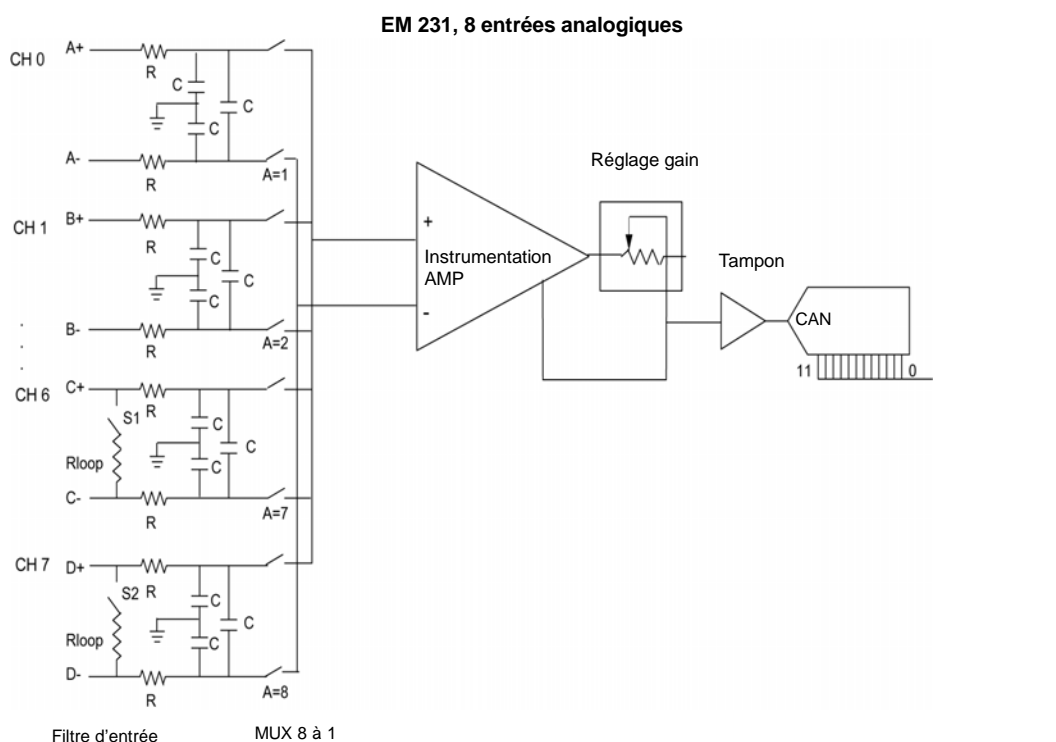 EM 231, 8 entrées analogiques
CH 0
A+
R
C
C
C
A-
R
A=1
CH 1
B+
R
C
C
C
B-
R
A=2
.
.
.
CH 6
C+
S1
R
C
C
C
Rloop
C-
R
A=7
CH 7
D+
S2
R
C
C
C
Rloop
D-
R
A=8
Filtre d'entrée
MUX 8 à 1
+
Instrumentation
AMP
-
Réglage gain
Tampon
CAN
11
0